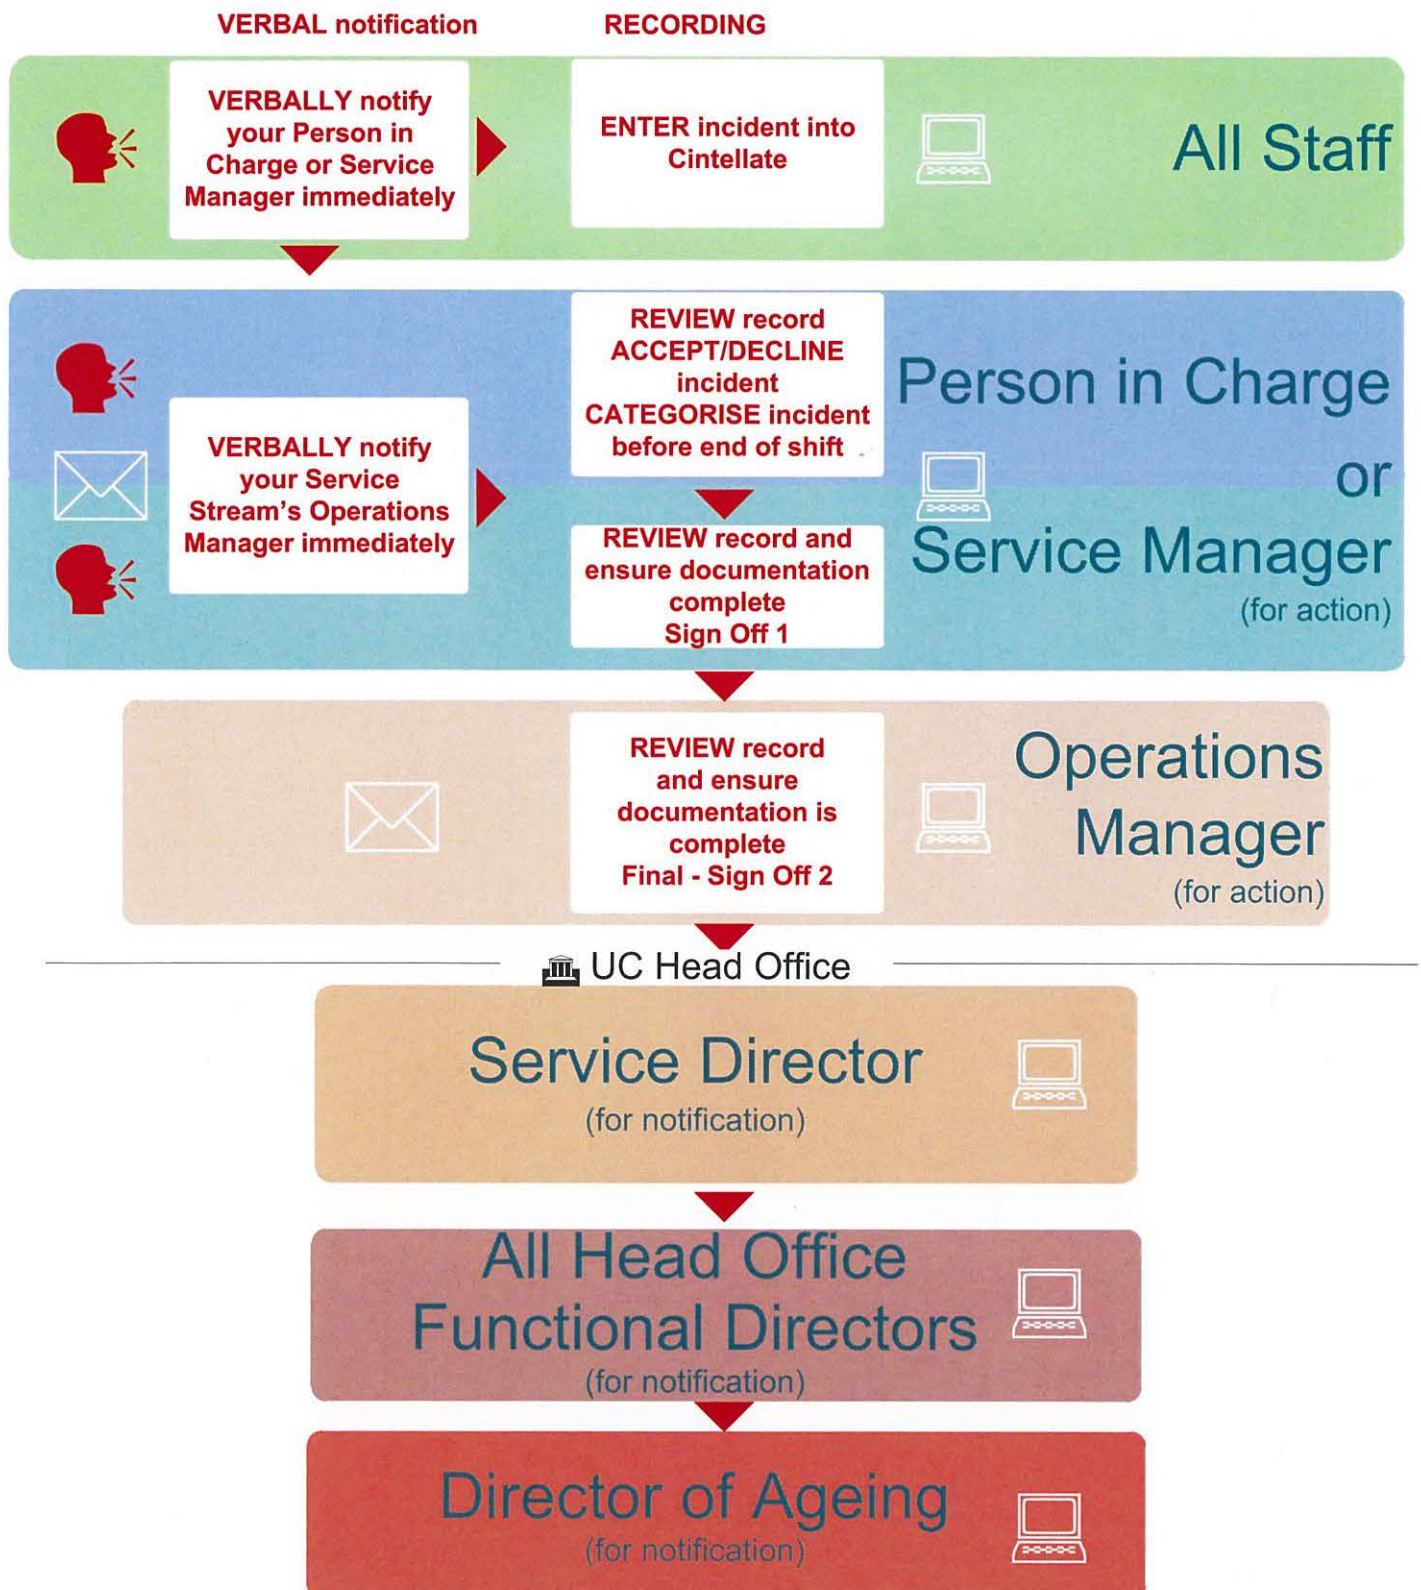 VERBAL notification
RECORDING
VERBALLY notify
your Person in
Charge or Service
Manager immediately
ENTER incident into
Cintellate
All Staff
REVIEW record
ACCEPT/DECLINE
incident
CATEGORISE incident
before end of shift
Person in Charge
or
Service Manager
(for action)
VERBALLY notify
your Service
Stream's Operations
Manager immediately
REVIEW record and
ensure documentation
complete
Sign Off 1
REVIEW record
and ensure
documentation is
complete
Final - Sign Off 2
Operations
Manager
(for action)
UC Head Office
Service Director
(for notification)
All Head Office
Functional Directors
(for notification)
Director of Ageing
(for notification)